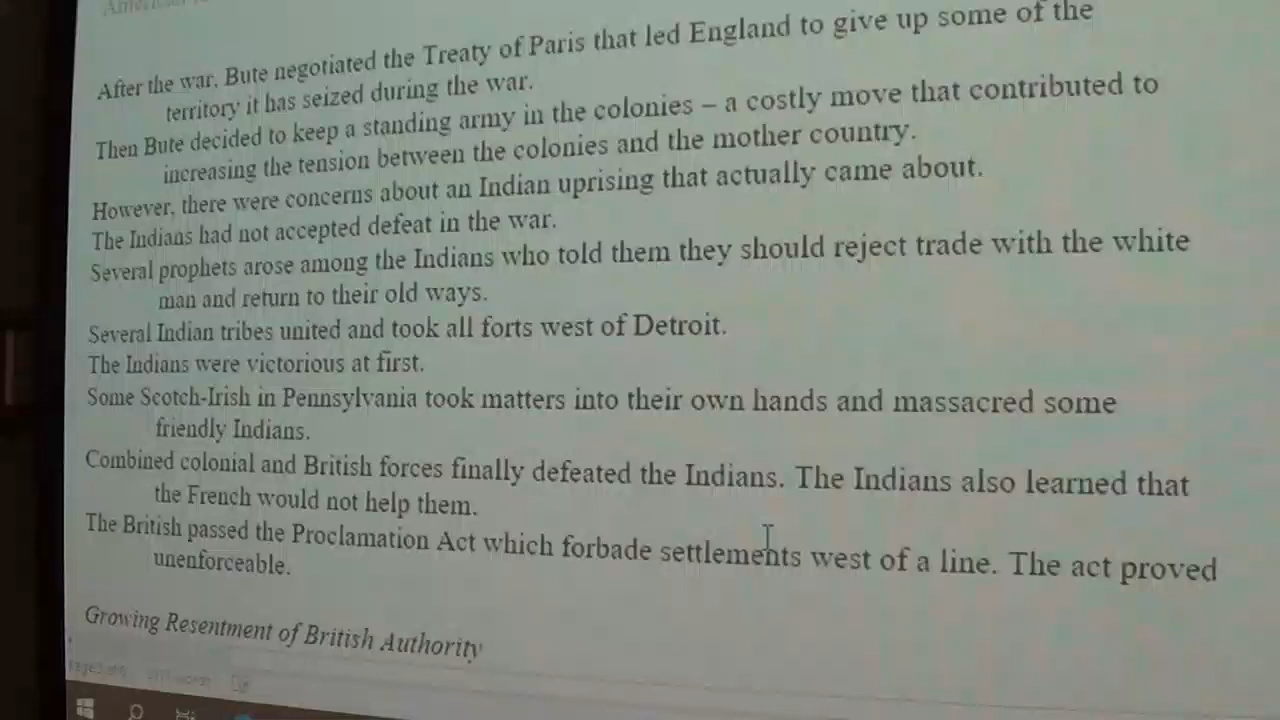 After the war, Bute negotiated the Treaty of Paris that led England to give up some of the
territory it has seized during the war.
Then Bute decided to keep a standing army in the colonies – a costly move that contributed to
increasing the tension between the colonies and the mother country.
However, there were concerns about an Indian uprising that actually came about.
The Indians had not accepted defeat in the war.
Several prophets arose among the Indians who told them they should reject trade with the white
man and return to their old ways.
Several Indian tribes united and took all forts west of Detroit.
The Indians were victorious at first.
Some Scotch-Irish in Pennsylvania took matters into their own hands and massacred some
friendly Indians.
Combined colonial and British forces finally defeated the Indians. The Indians also learned that
the French would not help them.
The British passed the Proclamation Act which forbade settlements west of a line. The act proved
unenforceable.
Growing Resentment of British Authority